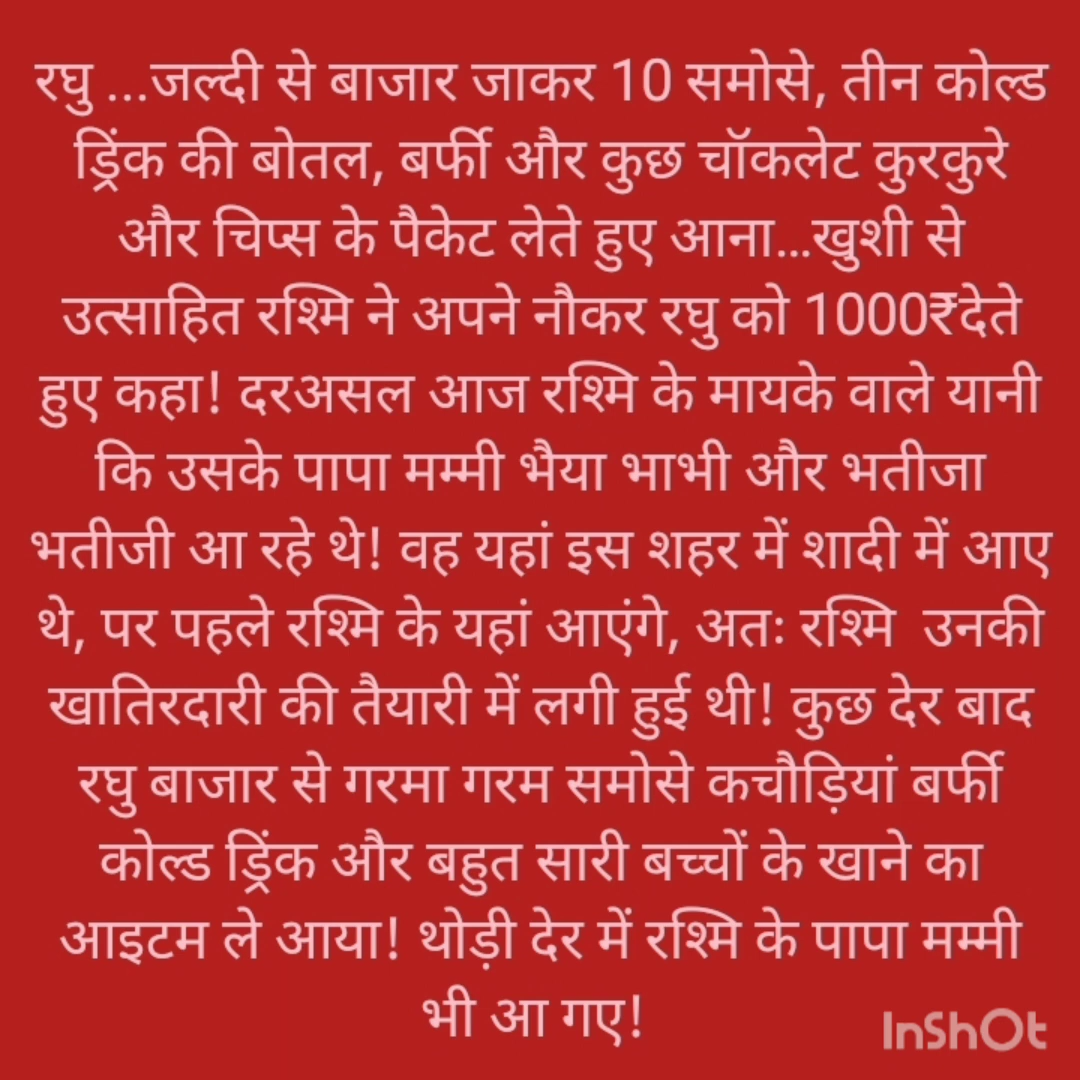 रघु ...जल्दी से बाजार जाकर 10 समोसे, तीन कोल्ड
ड्रिंक की बोतल, बर्फी और कुछ चॉकलेट कुरकुरे
और चिप्स के पैकेट लेते हुए आना...खुशी से
उत्साहित रश्मि ने अपने नौकर रघु को 1000₹देते
हुए कहा! दरअसल आज रश्मि के मायके वाले यानी
कि उसके पापा मम्मी भैया भाभी और भतीजा
भतीजी आ रहे थे! वह यहां इस शहर में शादी में आए
थे, पर पहले रश्मि के यहां आएंगे, अतः रश्मि  उनकी
खातिरदारी की तैयारी में लगी हुई थी! कुछ देर बाद
रघु बाजार से गरमा गरम समोसे कचौड़ियां बर्फी
कोल्ड ड्रिंक और बहुत सारी बच्चों के खाने का
आइटम ले आया! थोड़ी देर में रश्मि के पापा मम्मी
भी आ गए!
InShOt